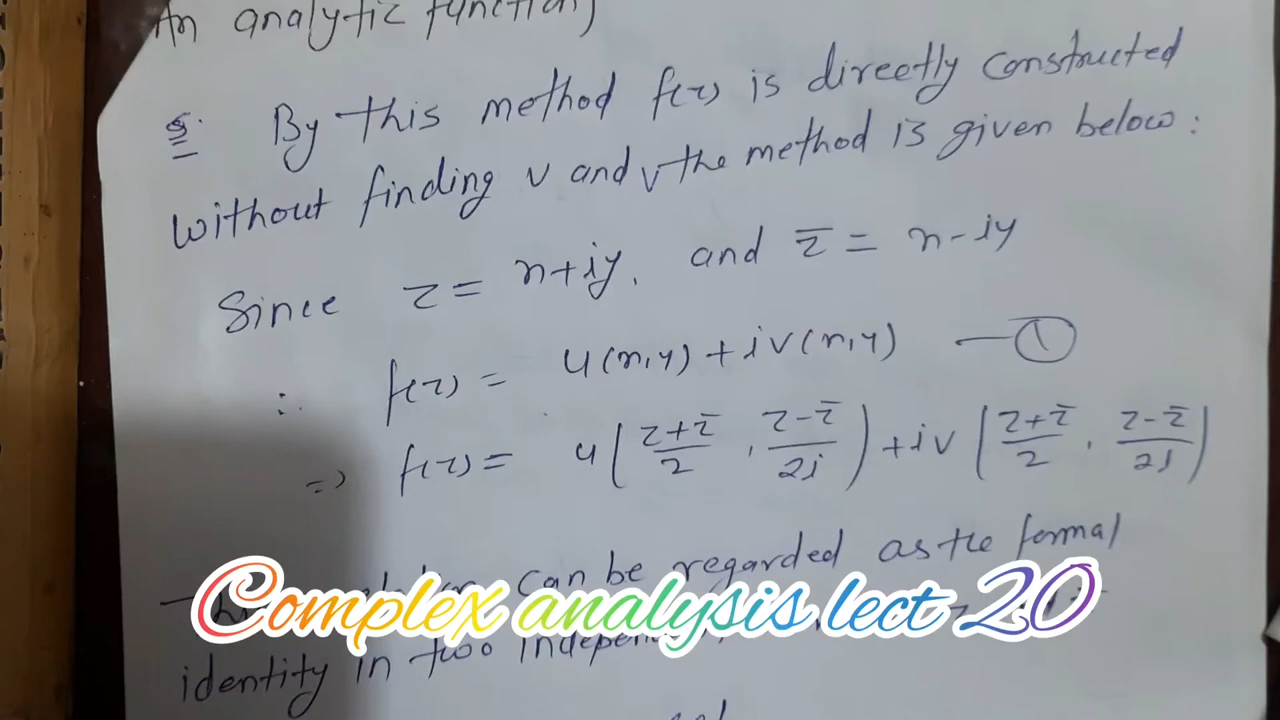 An analytic function
By this method f(z) is directly constructed
without finding v and v the method is given below:
Since z = x+iy, and z̄ = x-iy
∴ f(z) = u(x,y) + iv(x,y) —①
⇒ f(z) = u((z+z̄)/2, (z-z̄)/2i) + iv((z+z̄)/2, (z-z̄)/2i)
can be regarded as the formal
Complex analysis lect 20
identity in two